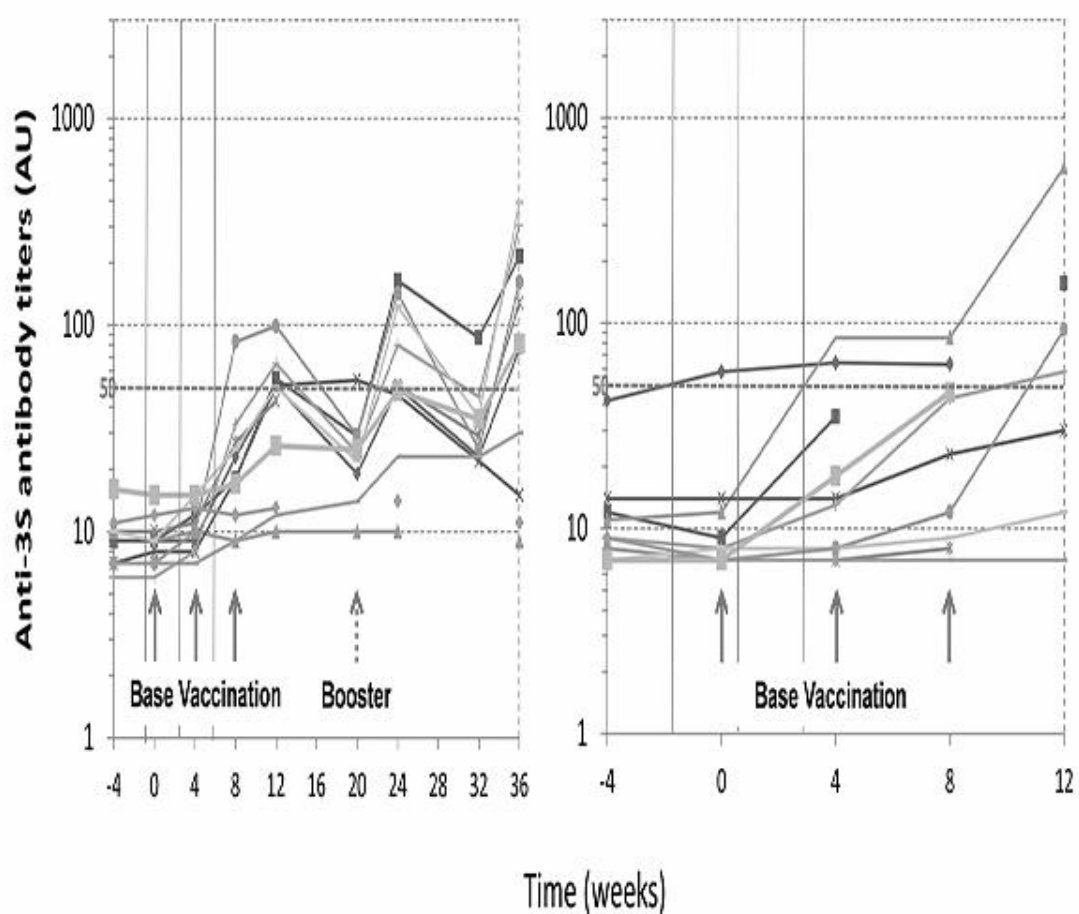 Anti-3S antibody titers (AU)
1000
100
50
10
1
Base Vaccination
Booster
-4 0 4 8 12 16 20 24 28 32 36
1000
100
50
10
1
Base Vaccination
-4 0 4 8 12
Time (weeks)